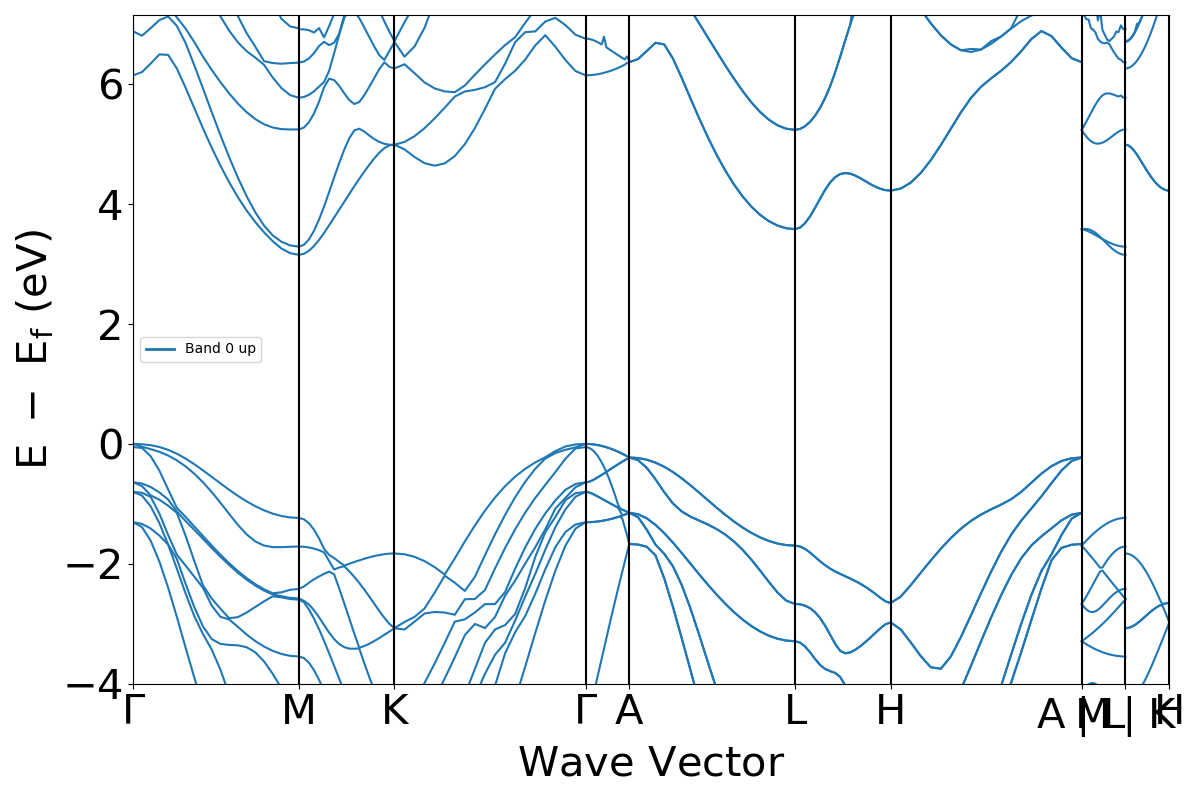 6
4
2
0
−2
−4
E − E_f (eV)
Band 0 up
Γ M K Γ A L H A | M L | K H
Wave Vector